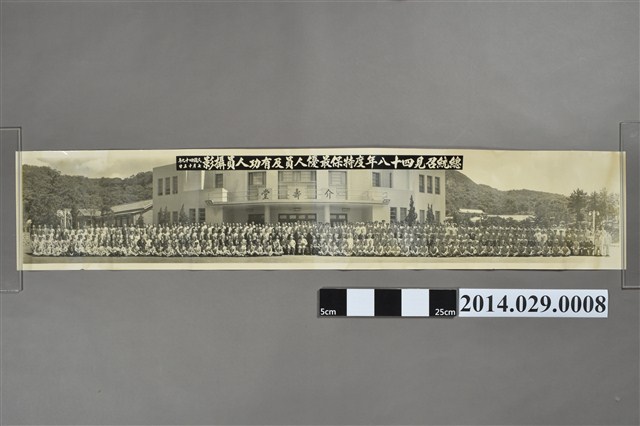 總統召見四十八年度特保最優人員及有功人員攝影
介壽堂
5cm
25cm
2014.029.0008